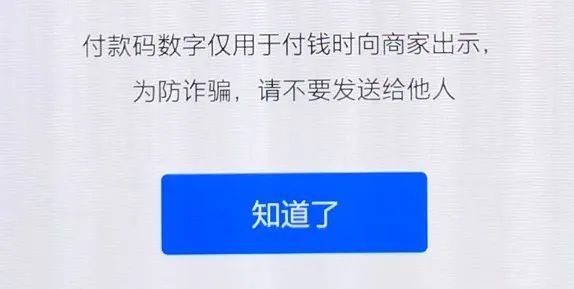 付款码数字仅用于付钱时向商家出示，
为防诈骗，请不要发送给他人
知道了